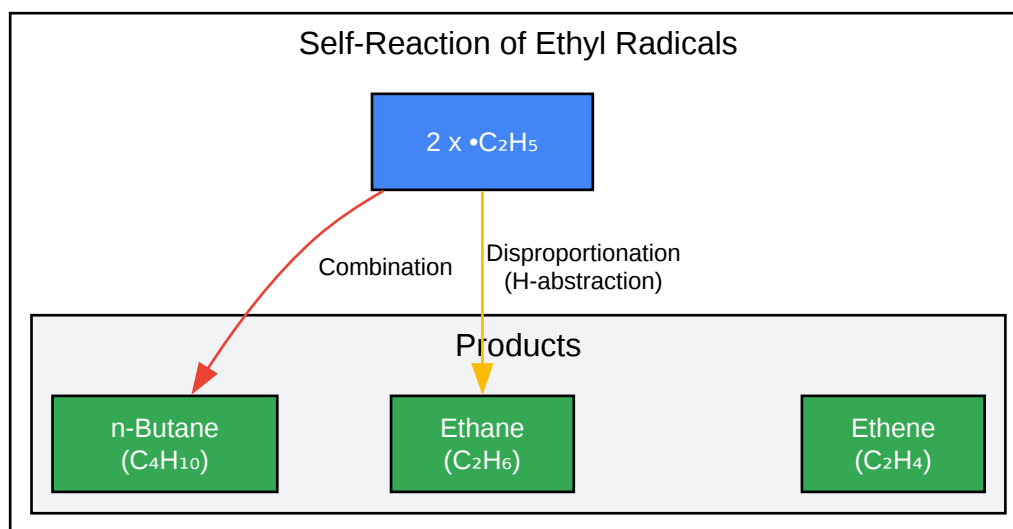 Self-Reaction of Ethyl Radicals
2 x •C₂H₅
Combination
Disproportionation
(H-abstraction)
Products
n-Butane
(C₄H₁₀)
Ethane
(C₂H₆)
Ethene
(C₂H₄)